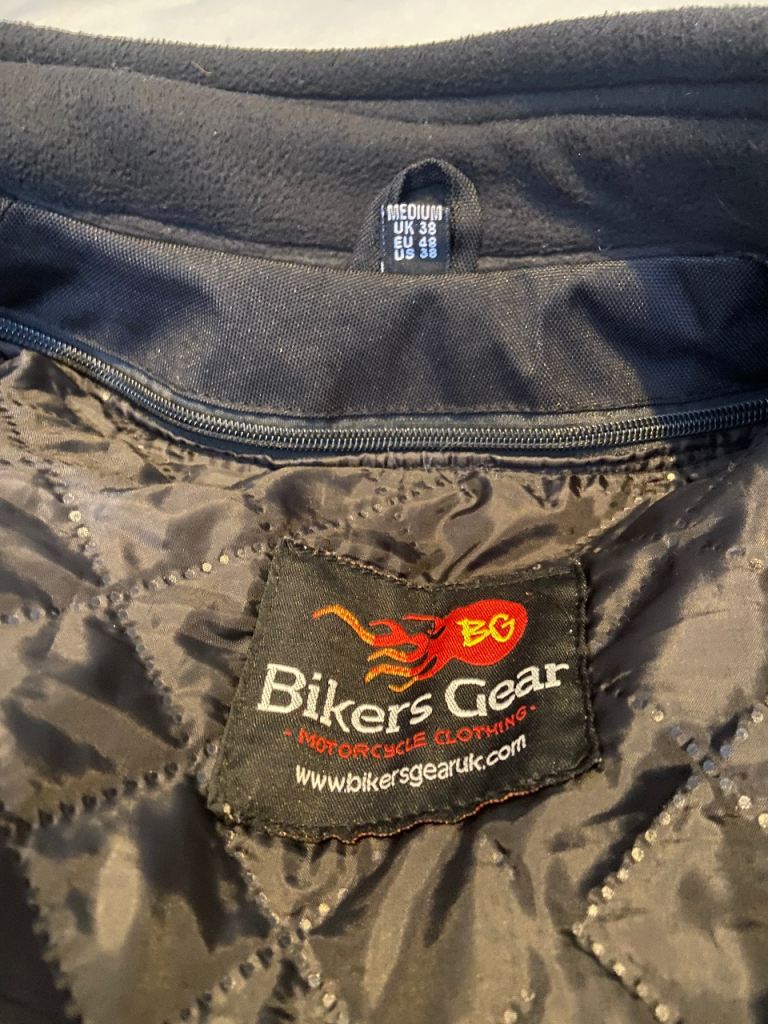 MEDIUM
UK 38
EU 48
US 38
BG
Bikers Gear
- MOTORCYCLE CLOTHING -
www.bikersgearuk.com